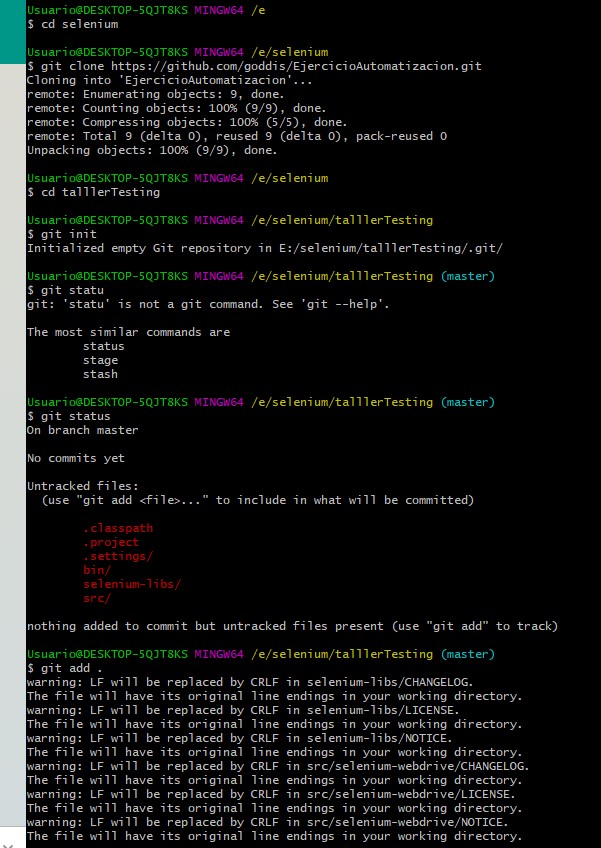 Usuario@DESKTOP-5QJT8KS MINGW64 /e
$ cd selenium
Usuario@DESKTOP-5QJT8KS MINGW64 /e/selenium
$ git clone https://github.com/goddis/EjercicioAutomatizacion.git
Cloning into 'EjercicioAutomatizacion'...
remote: Enumerating objects: 9, done.
remote: Counting objects: 100% (9/9), done.
remote: Compressing objects: 100% (5/5), done.
remote: Total 9 (delta 0), reused 9 (delta 0), pack-reused 0
Unpacking objects: 100% (9/9), done.
Usuario@DESKTOP-5QJT8KS MINGW64 /e/selenium
$ cd talllerTesting
Usuario@DESKTOP-5QJT8KS MINGW64 /e/selenium/talllerTesting
$ git init
Initialized empty Git repository in E:/selenium/talllerTesting/.git/
Usuario@DESKTOP-5QJT8KS MINGW64 /e/selenium/talllerTesting (master)
$ git statu
git: 'statu' is not a git command. See 'git --help'.
The most similar commands are
status
stage
stash
Usuario@DESKTOP-5QJT8KS MINGW64 /e/selenium/talllerTesting (master)
$ git status
On branch master
No commits yet
Untracked files:
(use "git add <file>..." to include in what will be committed)
.classpath
.project
.settings/
bin/
selenium-libs/
src/
nothing added to commit but untracked files present (use "git add" to track)
Usuario@DESKTOP-5QJT8KS MINGW64 /e/selenium/talllerTesting (master)
$ git add .
warning: LF will be replaced by CRLF in selenium-libs/CHANGELOG.
The file will have its original line endings in your working directory.
warning: LF will be replaced by CRLF in selenium-libs/LICENSE.
The file will have its original line endings in your working directory.
warning: LF will be replaced by CRLF in selenium-libs/NOTICE.
The file will have its original line endings in your working directory.
warning: LF will be replaced by CRLF in src/selenium-webdrive/CHANGELOG.
The file will have its original line endings in your working directory.
warning: LF will be replaced by CRLF in src/selenium-webdrive/LICENSE.
The file will have its original line endings in your working directory.
warning: LF will be replaced by CRLF in src/selenium-webdrive/NOTICE.
The file will have its original line endings in your working directory.